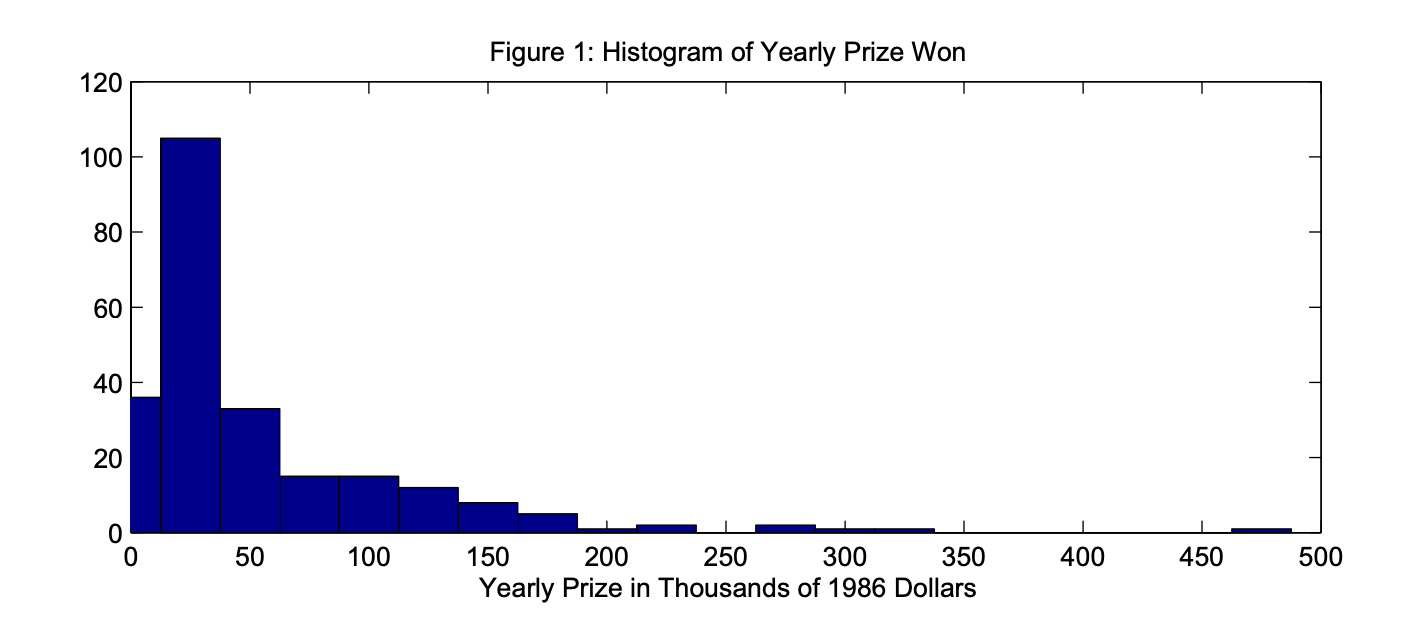 Figure 1: Histogram of Yearly Prize Won
120
100
80
60
40
20
0
0 50 100 150 200 250 300 350 400 450 500
Yearly Prize in Thousands of 1986 Dollars